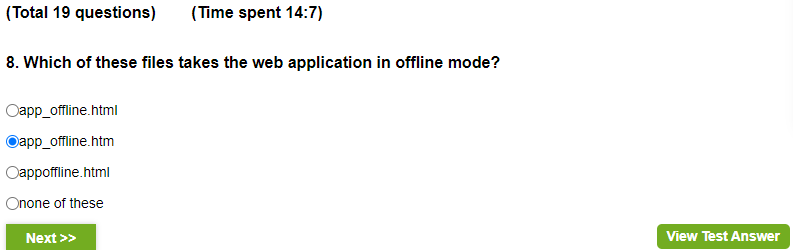 (Total 19 questions) (Time spent 14:7)
8. Which of these files takes the web application in offline mode?
app_offline.html
app_offline.htm
appoffline.html
none of these
Next >> View Test Answer